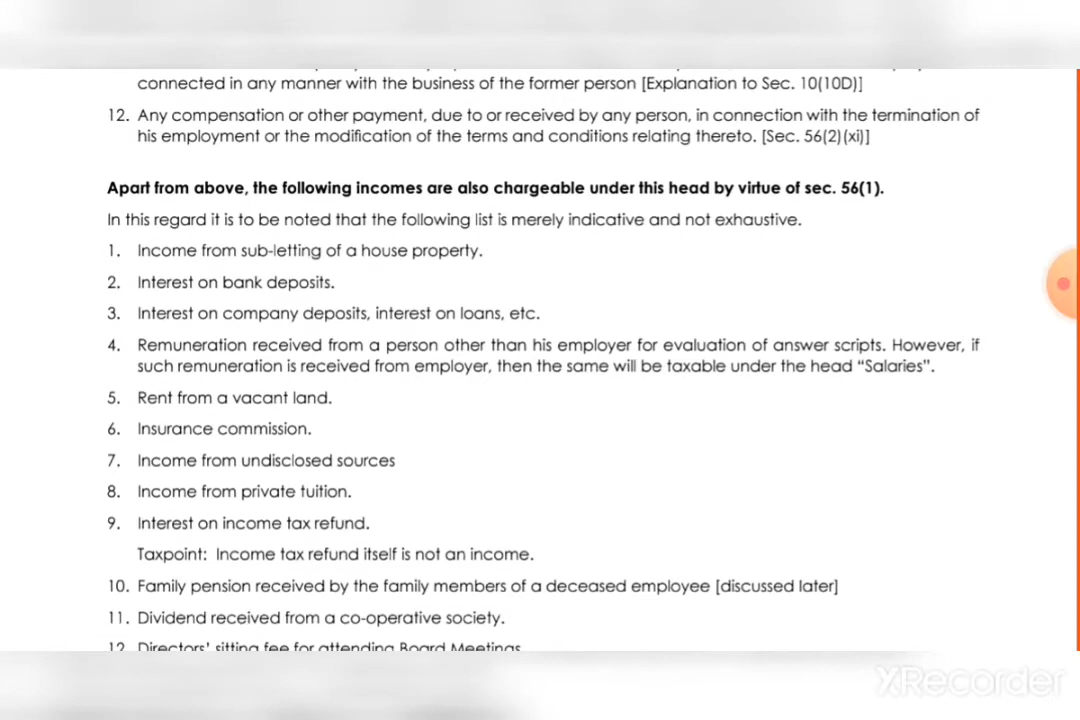 connected in any manner with the business of the former person [Explanation to Sec. 10(10D)]
12. Any compensation or other payment, due to or received by any person, in connection with the termination of
his employment or the modification of the terms and conditions relating thereto. [Sec. 56(2)(xi)]
Apart from above, the following incomes are also chargeable under this head by virtue of sec. 56(1).
In this regard it is to be noted that the following list is merely indicative and not exhaustive.
1. Income from sub-letting of a house property.
2. Interest on bank deposits.
3. Interest on company deposits, interest on loans, etc.
4. Remuneration received from a person other than his employer for evaluation of answer scripts. However, if
such remuneration is received from employer, then the same will be taxable under the head “Salaries”.
5. Rent from a vacant land.
6. Insurance commission.
7. Income from undisclosed sources
8. Income from private tuition.
9. Interest on income tax refund.
Taxpoint: Income tax refund itself is not an income.
10. Family pension received by the family members of a deceased employee [discussed later]
11. Dividend received from a co-operative society.
12. Directors' sitting fee for attending Board Meetings
XRecorder